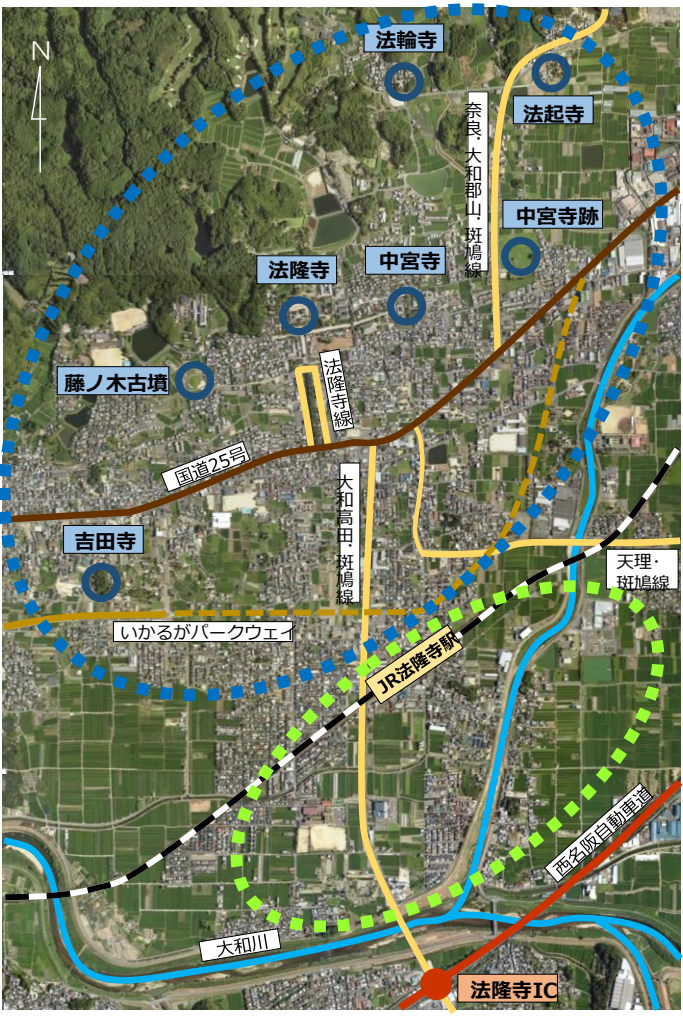 N
法輪寺
法起寺
奈良・大和郡山・斑鳩線
中宮寺跡
中宮寺
法隆寺
藤ノ木古墳
法隆寺線
国道25号
大和高田・斑鳩線
吉田寺
天理・
斑鳩線
いかるがパークウェイ
JR法隆寺駅
西名阪自動車道
大和川
法隆寺IC